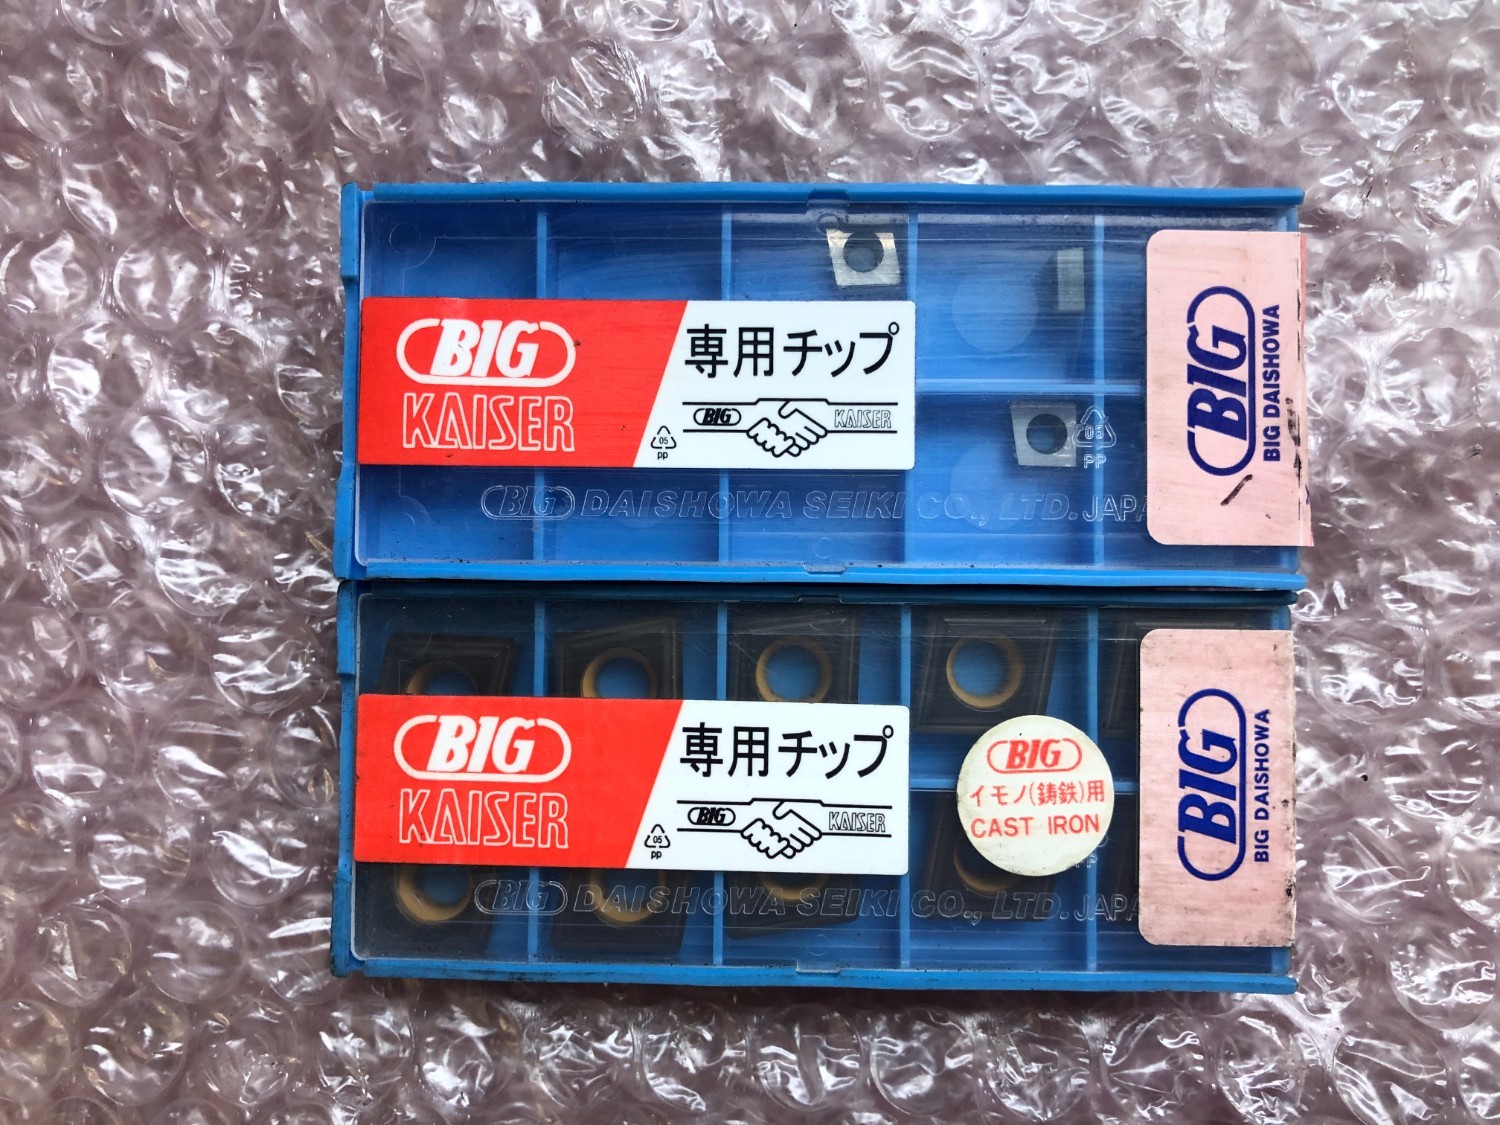 BIG
KAISER
専用チップ
BIG KAISER
05
PP
05
PP
BIG DAISHOWA SEIKI CO., LTD. JAPA
BIG
BIG DAISHOWA
BIG
KAISER
専用チップ
BIG KAISER
05
PP
BIG
イモノ(鋳鉄)用
CAST IRON
BIG DAISHOWA SEIKI CO., LTD. JAPA
BIG
BIG DAISHOWA